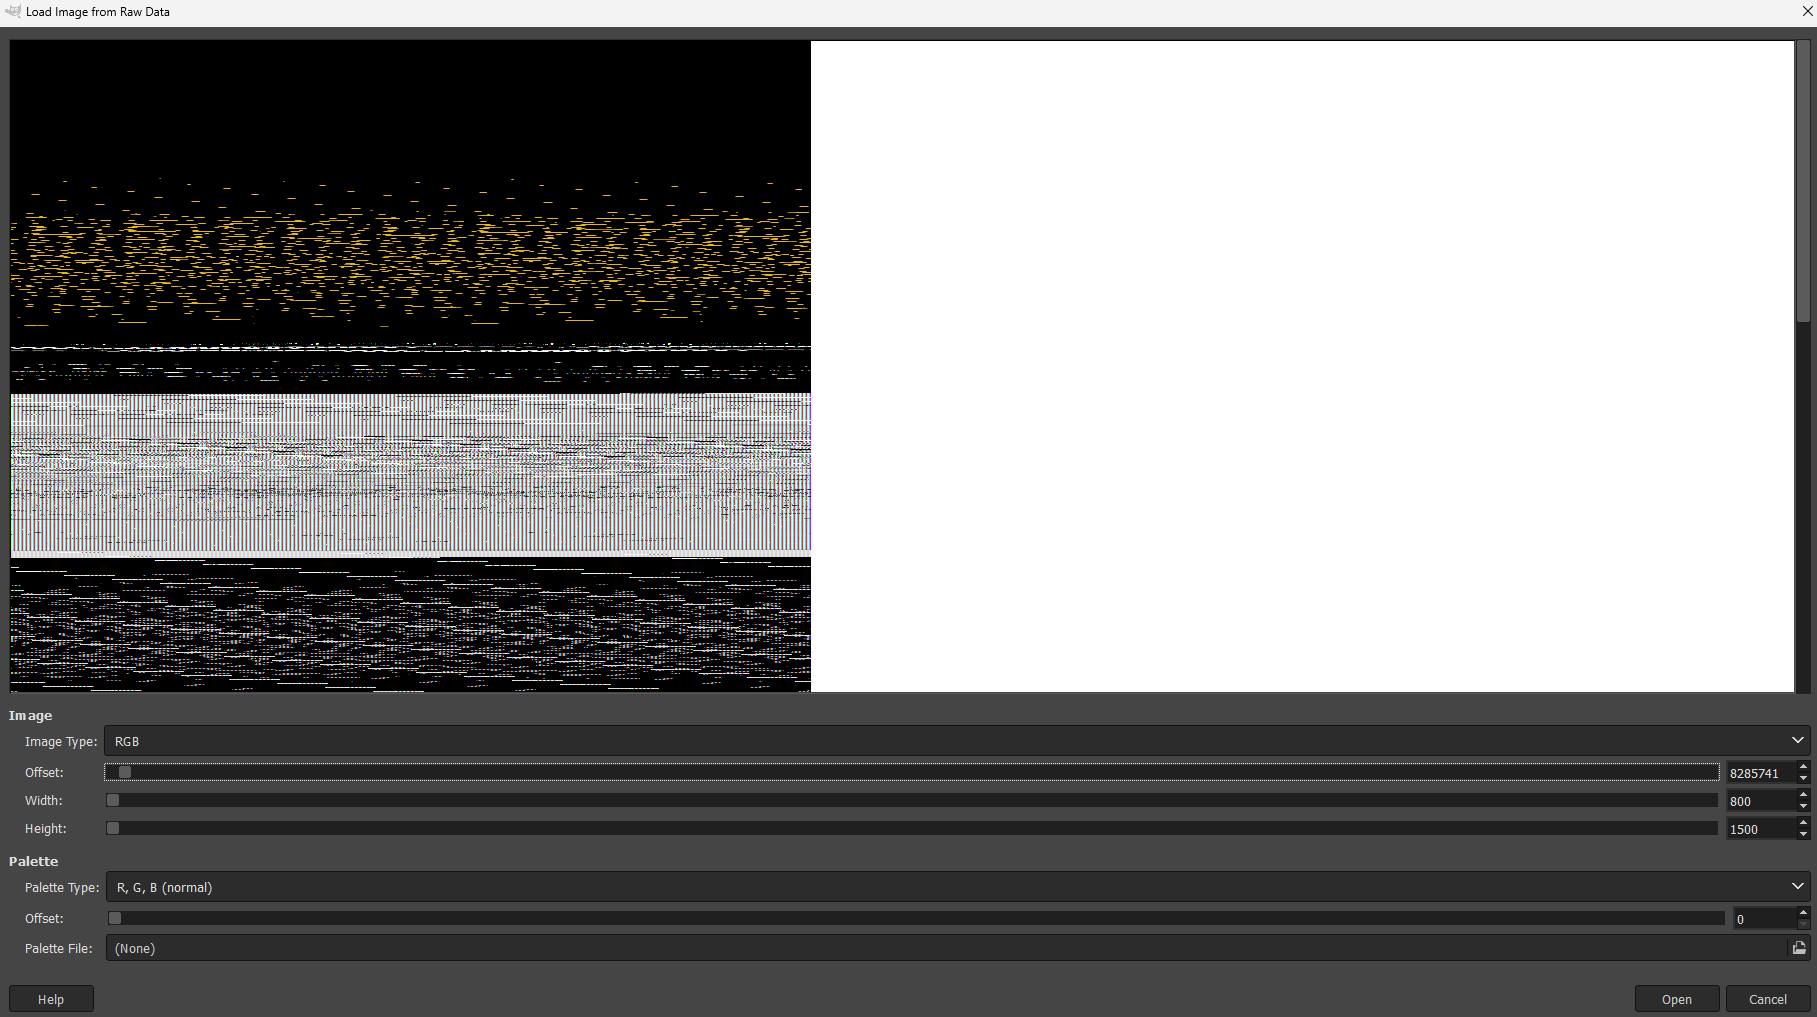 Load Image from Raw Data
Image
Image Type: RGB
Offset: 8285741
Width: 800
Height: 1500
Palette
Palette Type: R, G, B (normal)
Offset: 0
Palette File: (None)
Help Open Cancel